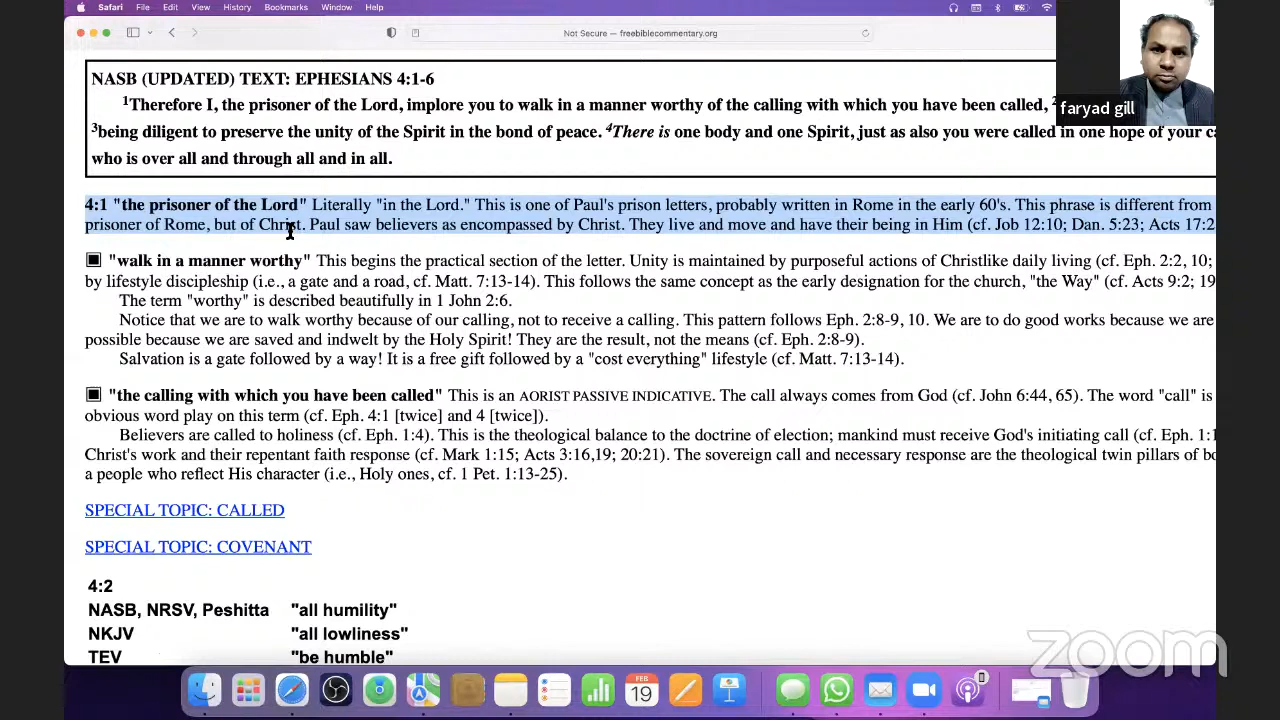 Safari File Edit View History Bookmarks Window Help
Not Secure — freebiblecommentary.org
faryad gill
NASB (UPDATED) TEXT: EPHESIANS 4:1-6
1Therefore I, the prisoner of the Lord, implore you to walk in a manner worthy of the calling with which you have been called, 2
3being diligent to preserve the unity of the Spirit in the bond of peace. 4There is one body and one Spirit, just as also you were called in one hope of your
who is over all and through all and in all.
4:1 "the prisoner of the Lord" Literally "in the Lord." This is one of Paul's prison letters, probably written in Rome in the early 60's. This phrase is different from
prisoner of Rome, but of Christ. Paul saw believers as encompassed by Christ. They live and move and have their being in Him (cf. Job 12:10; Dan. 5:23; Acts 17:2
"walk in a manner worthy" This begins the practical section of the letter. Unity is maintained by purposeful actions of Christlike daily living (cf. Eph. 2:2, 10;
by lifestyle discipleship (i.e., a gate and a road, cf. Matt. 7:13-14). This follows the same concept as the early designation for the church, "the Way" (cf. Acts 9:2; 19
The term "worthy" is described beautifully in 1 John 2:6.
Notice that we are to walk worthy because of our calling, not to receive a calling. This pattern follows Eph. 2:8-9, 10. We are to do good works because we are
possible because we are saved and indwelt by the Holy Spirit! They are the result, not the means (cf. Eph. 2:8-9).
Salvation is a gate followed by a way! It is a free gift followed by a "cost everything" lifestyle (cf. Matt. 7:13-14).
"the calling with which you have been called" This is an AORIST PASSIVE INDICATIVE. The call always comes from God (cf. John 6:44, 65). The word "call" is
obvious word play on this term (cf. Eph. 4:1 [twice] and 4 [twice]).
Believers are called to holiness (cf. Eph. 1:4). This is the theological balance to the doctrine of election; mankind must receive God's initiating call (cf. Eph. 1:1
Christ's work and their repentant faith response (cf. Mark 1:15; Acts 3:16,19; 20:21). The sovereign call and necessary response are the theological twin pillars of
a people who reflect His character (i.e., Holy ones, cf. 1 Pet. 1:13-25).
SPECIAL TOPIC: CALLED
SPECIAL TOPIC: COVENANT
4:2
NASB, NRSV, Peshitta "all humility"
NKJV "all lowliness"
TEV "be humble"
zoom
FEB
19